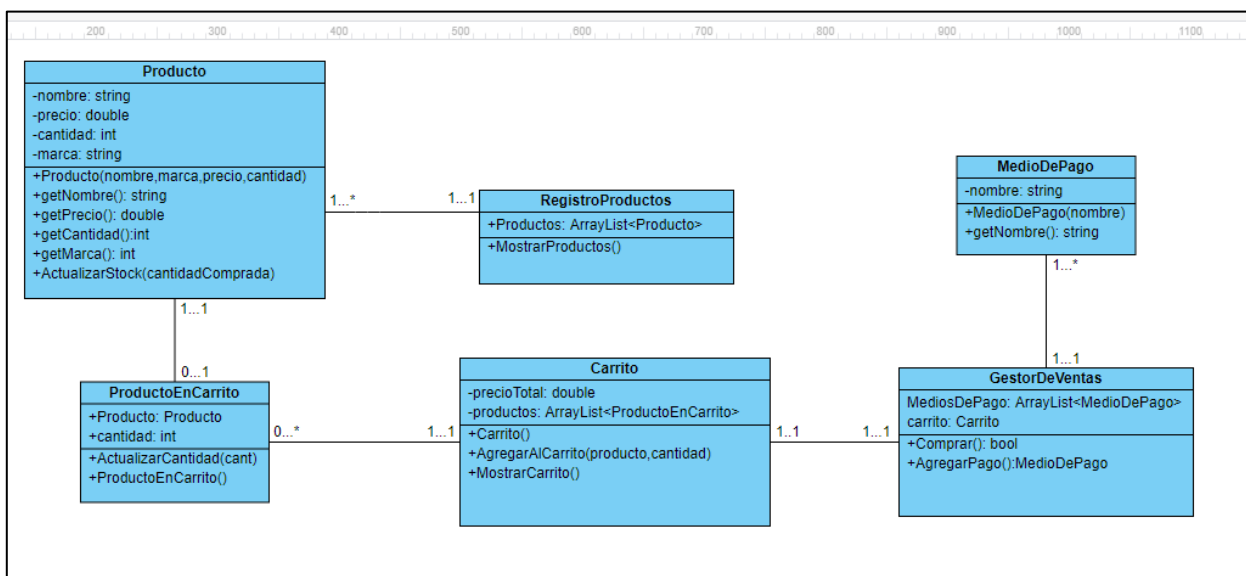 200 300 400 500 600 700 800 900 1000 1100
Producto
-nombre: string
-precio: double
-cantidad: int
-marca: string
+Producto(nombre,marca,precio,cantidad)
+getNombre(): string
+getPrecio(): double
+getCantidad():int
+getMarca(): int
+ActualizarStock(cantidadComprada)
1...*
1...1
RegistroProductos
+Productos: ArrayList<Producto>
+MostrarProductos()
MedioDePago
-nombre: string
+MedioDePago(nombre)
+getNombre(): string
1...*
1...1
1...1
0...1
ProductoEnCarrito
+Producto: Producto
+cantidad: int
+ActualizarCantidad(cant)
+ProductoEnCarrito()
0...*
1...1
Carrito
-precioTotal: double
-productos: ArrayList<ProductoEnCarrito>
+Carrito()
+AgregarAlCarrito(producto,cantidad)
+MostrarCarrito()
1..1
1...1
GestorDeVentas
MediosDePago: ArrayList<MedioDePago>
carrito: Carrito
+Comprar(): bool
+AgregarPago():MedioDePago